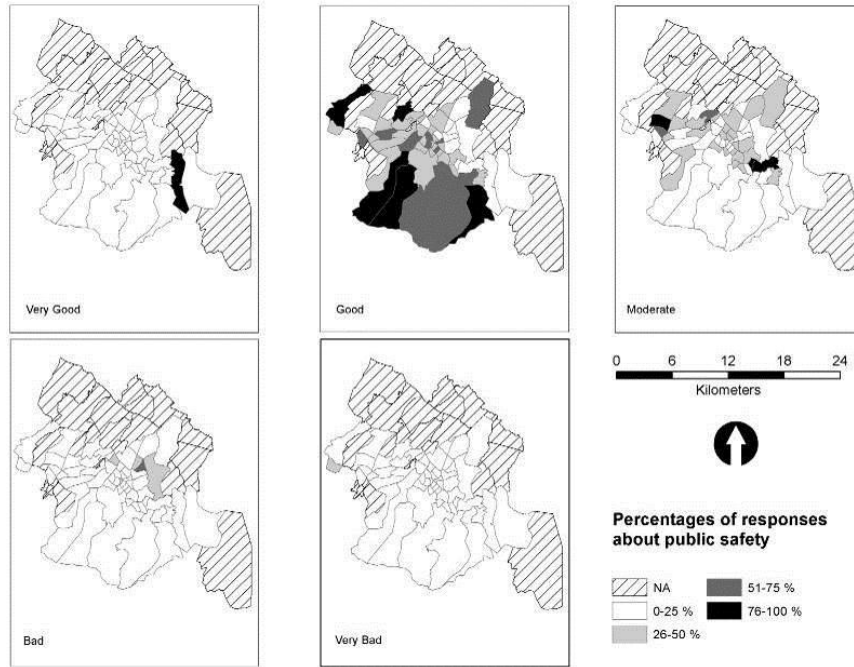 Very Good
Good
Moderate
Bad
Very Bad
0 6 12 18 24
Kilometers
Percentages of responses
about public safety
NA 51-75 %
0-25 % 76-100 %
26-50 %